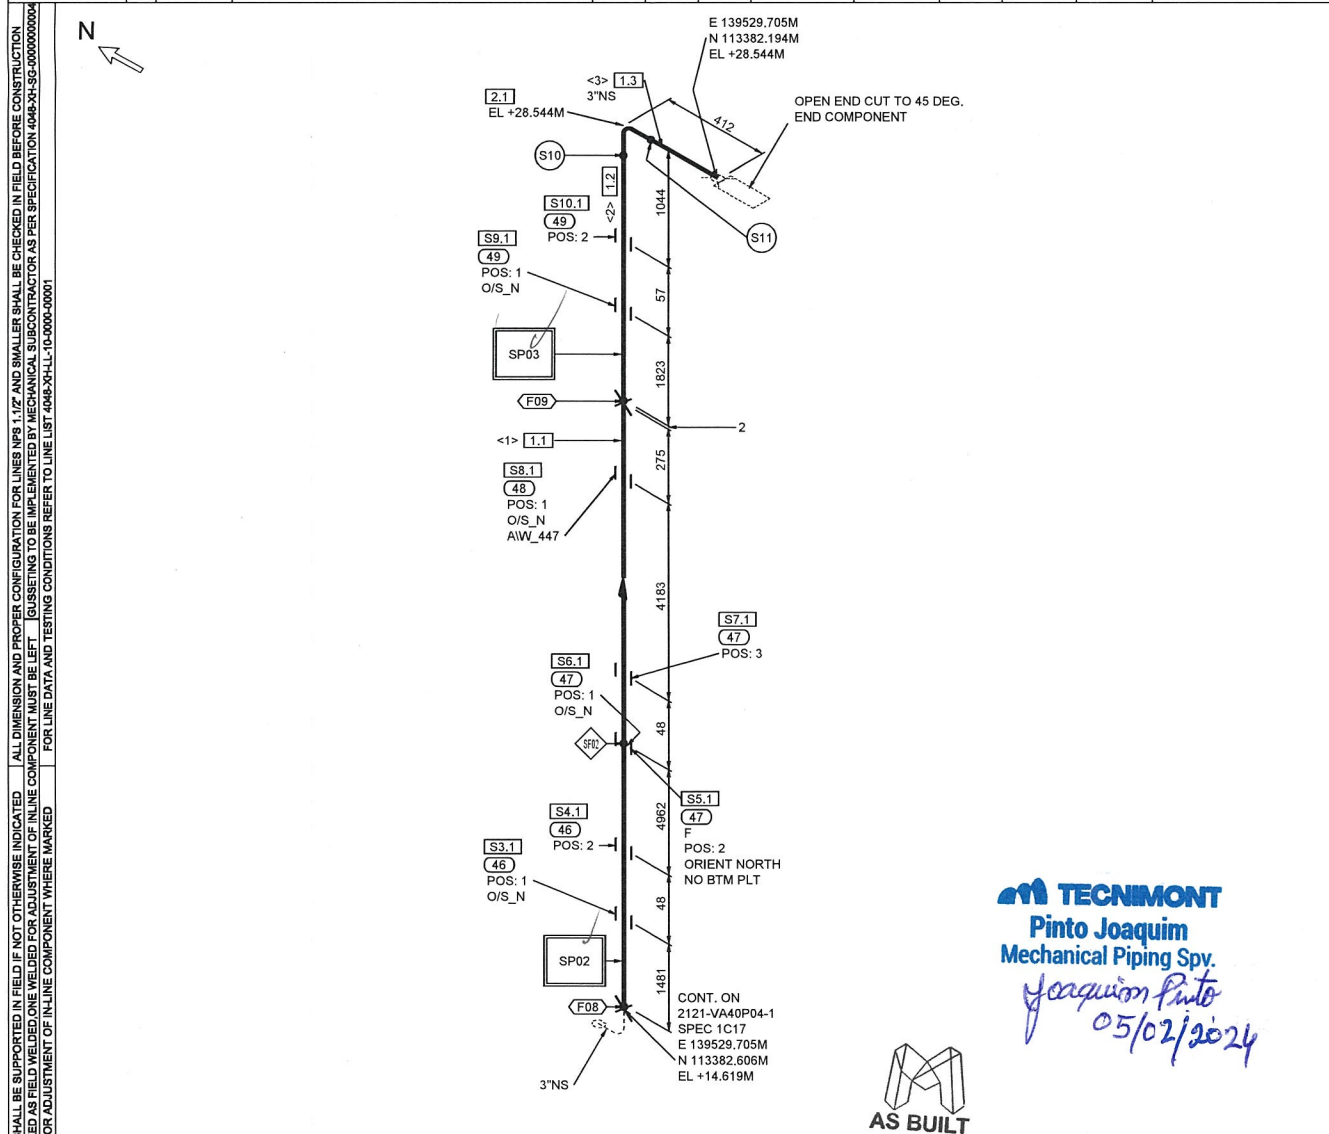 N
E 139529.705M
N 113382.194M
EL +28.544M
<3> 1.3
3"NS
2.1
EL +28.544M
OPEN END CUT TO 45 DEG.
END COMPONENT
412
S10
1.2
<2>
1044
S10.1
49
POS: 2
S11
S9.1
49
POS: 1
O/S_N
57
SP03
1823
F09
2
<1> 1.1
275
S8.1
48
POS: 1
O/S_N
A\W_447
4183
S7.1
47
POS: 3
S6.1
47
POS: 1
O/S_N
48
SF02
S5.1
47
F
POS: 2
ORIENT NORTH
NO BTM PLT
4962
S4.1
46
POS: 2
S3.1
46
POS: 1
O/S_N
48
SP02
1481
F08
CONT. ON
2121-VA40P04-1
SPEC 1C17
E 139529.705M
N 113382.606M
EL +14.619M
3"NS
TECNIMONT
Pinto Joaquim
Mechanical Piping Spv.
Joaquim Pinto
05/02/2024
AS BUILT
HALL BE SUPPORTED IN FIELD IF NOT OTHERWISE INDICATED
ALL DIMENSION AND PROPER CONFIGURATION FOR LINES NPS 1.1/2" AND SMALLER SHALL BE CHECKED IN FIELD BEFORE CONSTRUCTION
ED AS FIELD WELDED,ONE WELDED FOR ADJUSTMENT OF INLINE COMPONENT MUST BE LEFT
GUSSETING TO BE IMPLEMENTED BY MECHANICAL SUBCONTRACTOR AS PER SPECIFICATION 4048-XH-SG-000000000004
OR ADJUSTMENT OF IN-LINE COMPONENT WHERE MARKED
FOR LINE DATA AND TESTING CONDITIONS REFER TO LINE LIST 4048-XH-LL-10-0000-00001